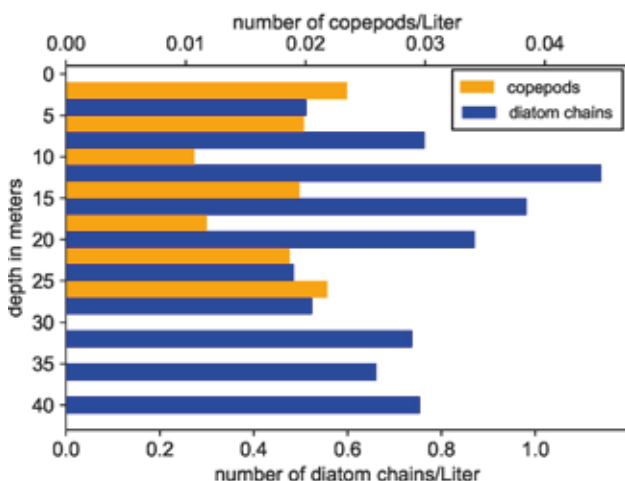 number of copepods/Liter
0.00 0.01 0.02 0.03 0.04
copepods
diatom chains
depth in meters
0
5
10
15
20
25
30
35
40
0.0 0.2 0.4 0.6 0.8 1.0
number of diatom chains/Liter